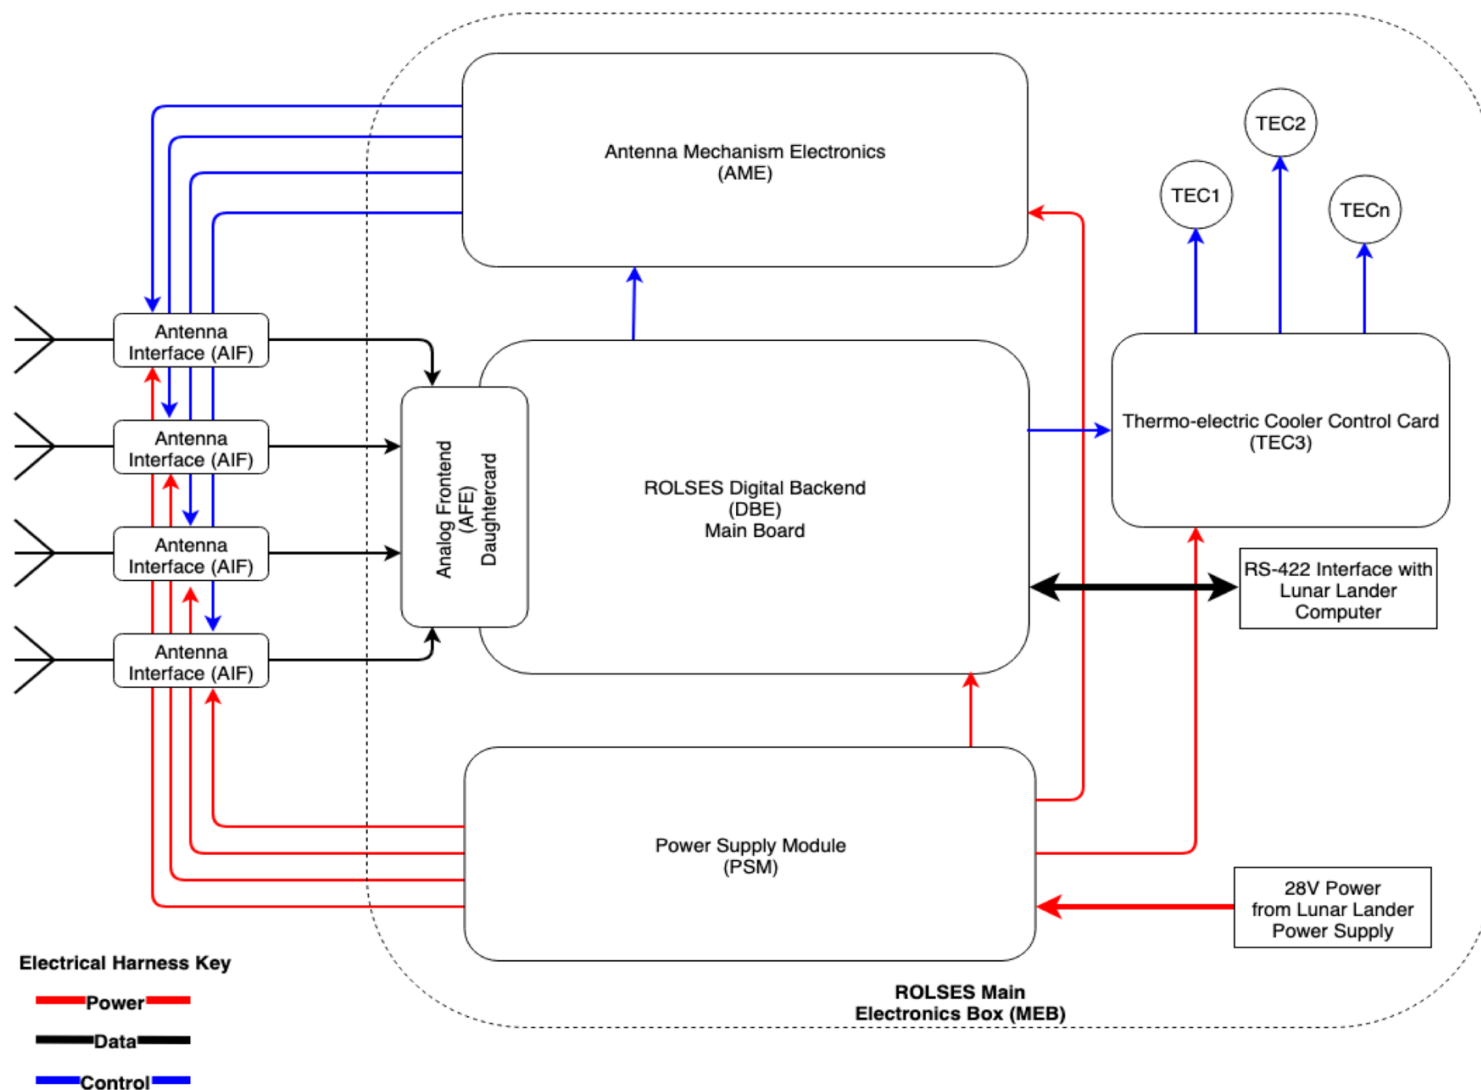 Antenna Mechanism Electronics
(AME)
TEC2
TEC1
TECn
Antenna
Interface (AIF)
Antenna
Interface (AIF)
Antenna
Interface (AIF)
Antenna
Interface (AIF)
Analog Frontend
(AFE)
Daughtercard
ROLSES Digital Backend
(DBE)
Main Board
Thermo-electric Cooler Control Card
(TEC3)
RS-422 Interface with
Lunar Lander
Computer
Power Supply Module
(PSM)
28V Power
from Lunar Lander
Power Supply
ROLSES Main
Electronics Box (MEB)
Electrical Harness Key
Power
Data
Control